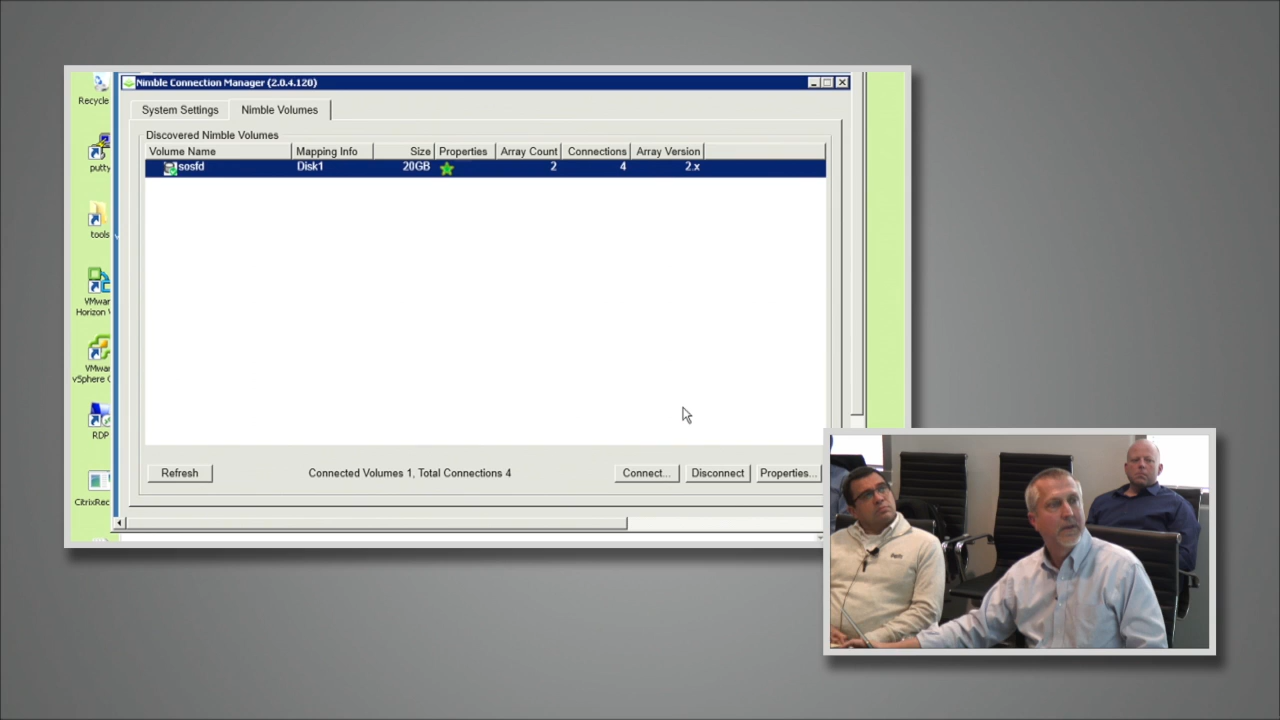 Nimble Connection Manager (2.0.4.120)
Recycle
System Settings Nimble Volumes
Discovered Nimble Volumes
Volume Name Mapping Info Size Properties Array Count Connections Array Version
sosfd Disk1 20GB 2 4 2.x
putty
tools
VMwar
Horizon V
VMwa
vSphere C
RDP
CitrixRec
Refresh Connected Volumes 1, Total Connections 4 Connect... Disconnect Properties...